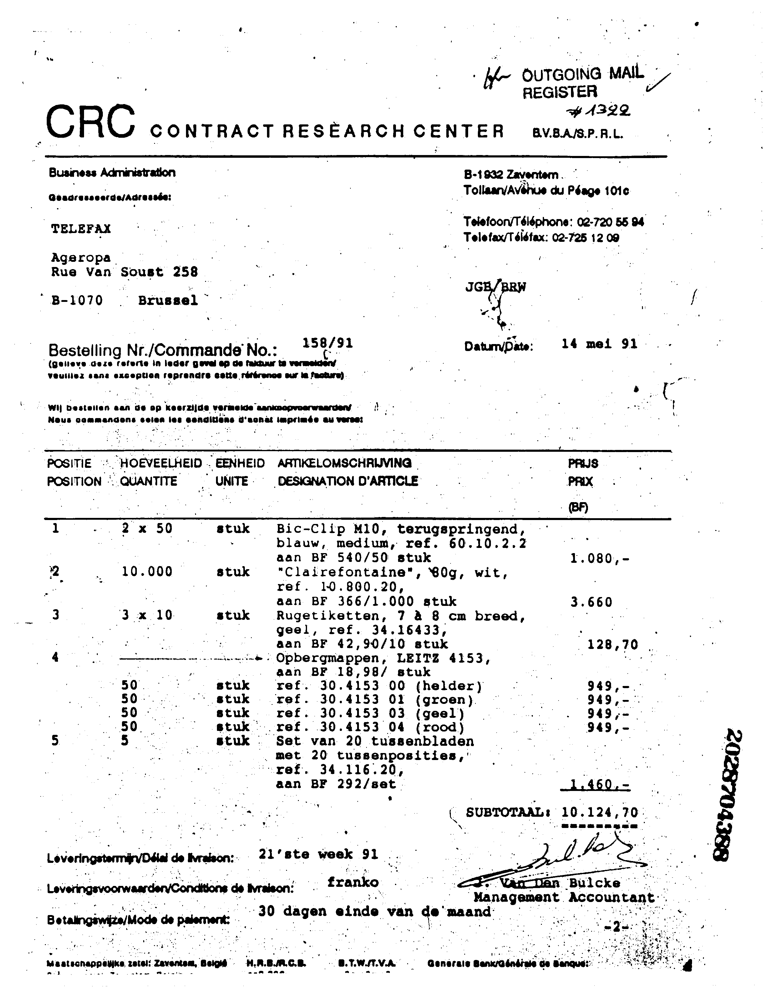 OUTGOING MAIL
REGISTER
# 1322
CRC CONTRACT RESEARCH CENTER B.V.B.A./S.P.R.L.
Business Administration
B-1932 Zaventem
Geadresseerde/Adressée:
Tollaan/Avenue du Péage 101c
TELEFAX
Telefoon/Téléphone: 02-720 55 94
Telefax/Téléfax: 02-725 12 09
Ageropa
Rue Van Soust 258
JGB/BRW
B-1070 Brussel
Bestelling Nr./Commande No.: 158/91
Datum/Date: 14 mei 91
(gelieve deze referte in ieder geval op de faktuur te vermelden/
veuillez sans exception reprendre cette référence sur la facture)
Wij bestellen aan de op keerzijde vermelde aankoopvoorwaarden/
Nous commandons selon les conditions d'achat imprimée au verso:
POSITIE HOEVEELHEID EENHEID ARTIKELOMSCHRIJVING PRIJS
POSITION QUANTITE UNITE DESIGNATION D'ARTICLE PRIX
(BF)
1 2 x 50 stuk Bic-Clip M10, terugspringend,
blauw, medium, ref. 60.10.2.2
aan BF 540/50 stuk 1.080,-
2 10.000 stuk "Clairefontaine", 80g, wit,
ref. 10.800.20,
aan BF 366/1.000 stuk 3.660
3 3 x 10 stuk Rugetiketten, 7 à 8 cm breed,
geel, ref. 34.16433,
aan BF 42,90/10 stuk 128,70
4 Opbergmappen, LEITZ 4153,
aan BF 18,98/ stuk
50 stuk ref. 30.4153 00 (helder) 949,-
50 stuk ref. 30.4153 01 (groen) 949,-
50 stuk ref. 30.4153 03 (geel) 949,-
50 stuk ref. 30.4153 04 (rood) 949,-
5 5 stuk Set van 20 tussenbladen
met 20 tussenposities,
ref. 34.116.20,
aan BF 292/set 1.460,-
SUBTOTAAL: 10.124,70
2028704388
Leveringstermijn/Délai de livraison: 21'ste week 91
Leveringsvoorwaarden/Conditions de livraison: franko
J. Van Den Bulcke
Management Accountant
Betalingswijze/Mode de paiement: 30 dagen einde van de maand
-2-
Maatschappelijke zetel: Zaventem, België H.R.B./R.C.B. B.T.W./T.V.A. Generale Bank/Générale de Banque: